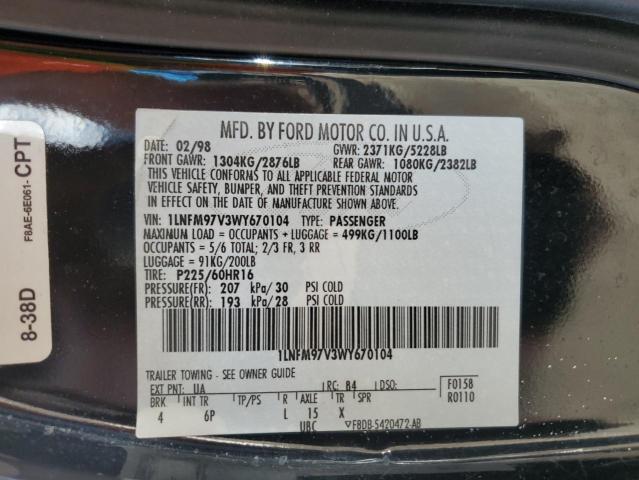 MFD. BY FORD MOTOR CO. IN U.S.A.
DATE: 02/98 GVWR: 2371KG/5228LB
FRONT GAWR: 1304KG/2876LB REAR GAWR: 1080KG/2382LB
THIS VEHICLE CONFORMS TO ALL APPLICABLE FEDERAL MOTOR
VEHICLE SAFETY, BUMPER, AND THEFT PREVENTION STANDARDS
IN EFFECT ON THE DATE OF MANUFACTURE SHOWN ABOVE.
VIN: 1LNFM97V3WY670104 TYPE: PASSENGER
MAXIMUM LOAD = OCCUPANTS + LUGGAGE = 499KG/1100LB
OCCUPANTS: 5/6 TOTAL; 2/3 FR, 3 RR
LUGGAGE: 91KG/200LB
TIRE: P225/60HR16
PRESSURE(FR): 207 kPa/30 PSI COLD
PRESSURE(RR): 193 kPa/28 PSI COLD
1LNFM97V3WY670104
TRAILER TOWING - SEE OWNER GUIDE
EXT PNT: UA RC: 84 DSO: F0158
BRK INT TR TP/PS R AXLE TR SPR R0110
4 6P L 15 X
UBC F8DB-5420472-AB
F8AE-6E061-CPT
8-38D